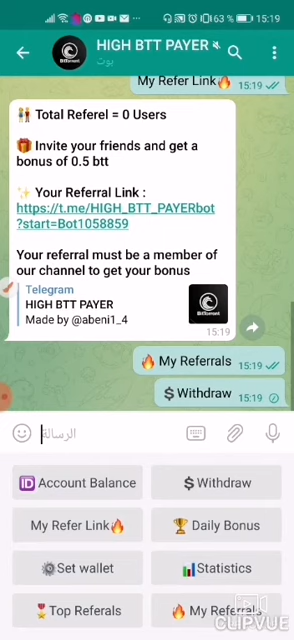 63 % 15:19
HIGH BTT PAYER
بوت
My Refer Link🔥
15:19
👫 Total Referel = 0 Users
🎁 Invite your friends and get a
bonus of 0.5 btt
✨ Your Referral Link :
https://t.me/HIGH_BTT_PAYERbot
?start=Bot1058859
Your referral must be a member
of our channel to get your bonus
Telegram
HIGH BTT PAYER
Made by @abeni1_4
BitTorrent
15:19
🔥 My Referrals 15:19
💲Withdraw 15:19
الرسالة
🆔 Account Balance
💲Withdraw
My Refer Link🔥
🏆 Daily Bonus
⚙️Set wallet
📊Statistics
🎖Top Referals
🔥 My Referrals
CLIPVUE